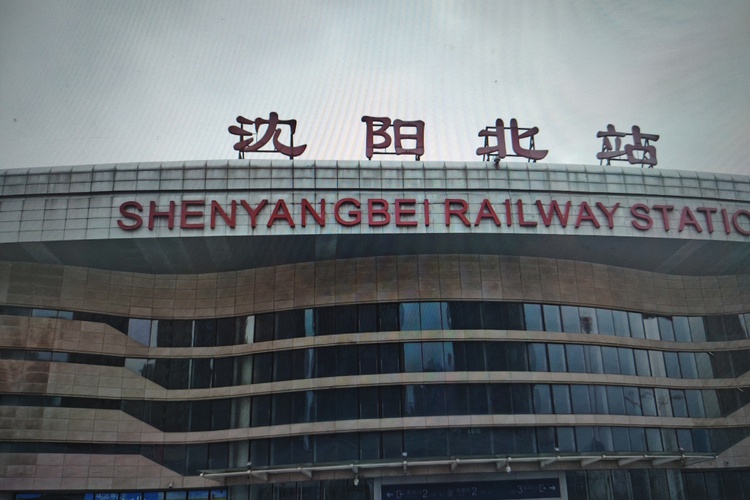 沈阳北站
SHENYANGBEI RAILWAY STATIO